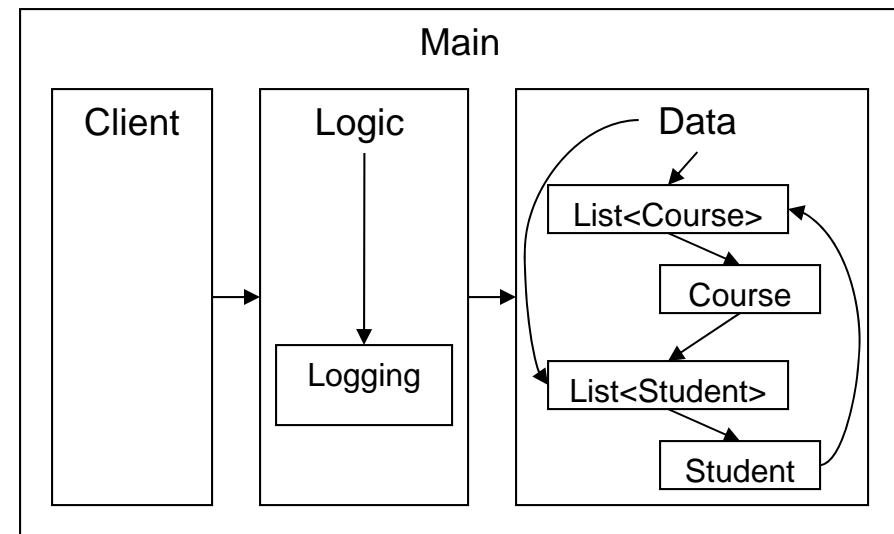 Main
Client
Logic
Logging
Data
List<Course>
Course
List<Student>
Student